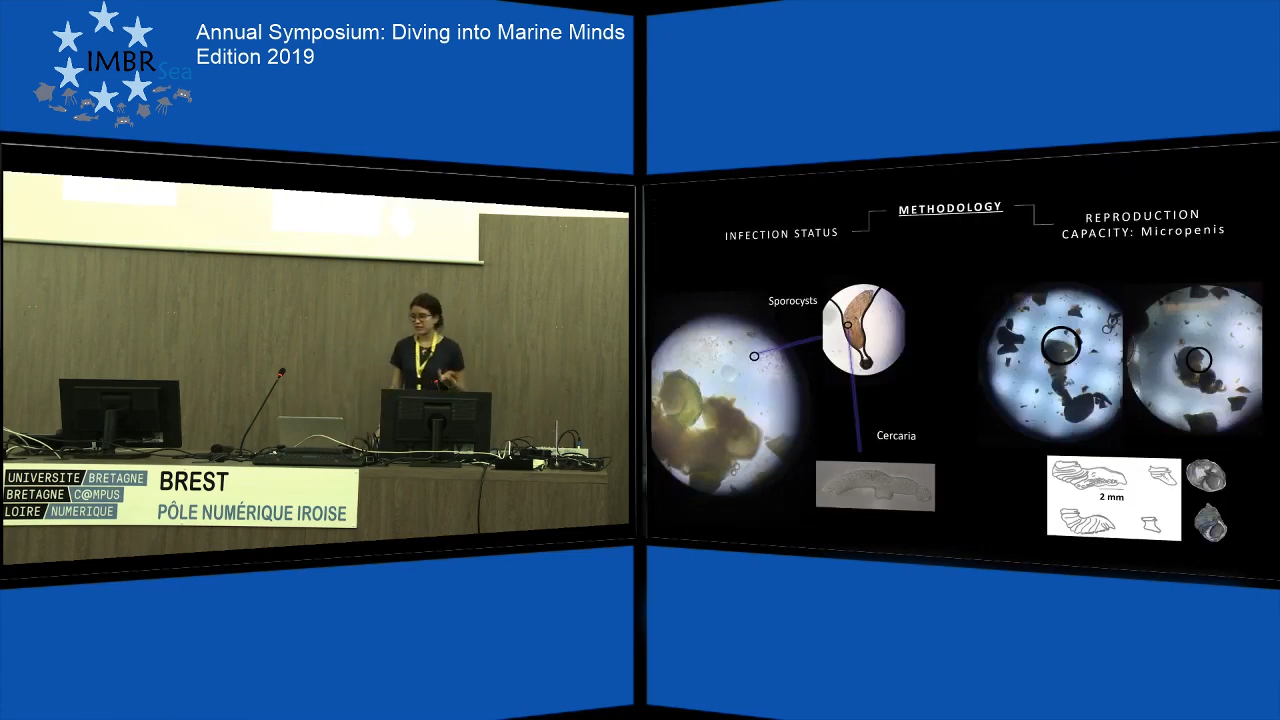 Annual Symposium: Diving into Marine Minds
Edition 2019
IMBRSea
UNIVERSITE/BRETAGNE
BRETAGNE/C@MPUS
LOIRE/NUMERIQUE
BREST
PÔLE NUMÉRIQUE IROISE
METHODOLOGY
INFECTION STATUS
REPRODUCTION
CAPACITY: Micropenis
Sporocysts
Cercaria
2 mm